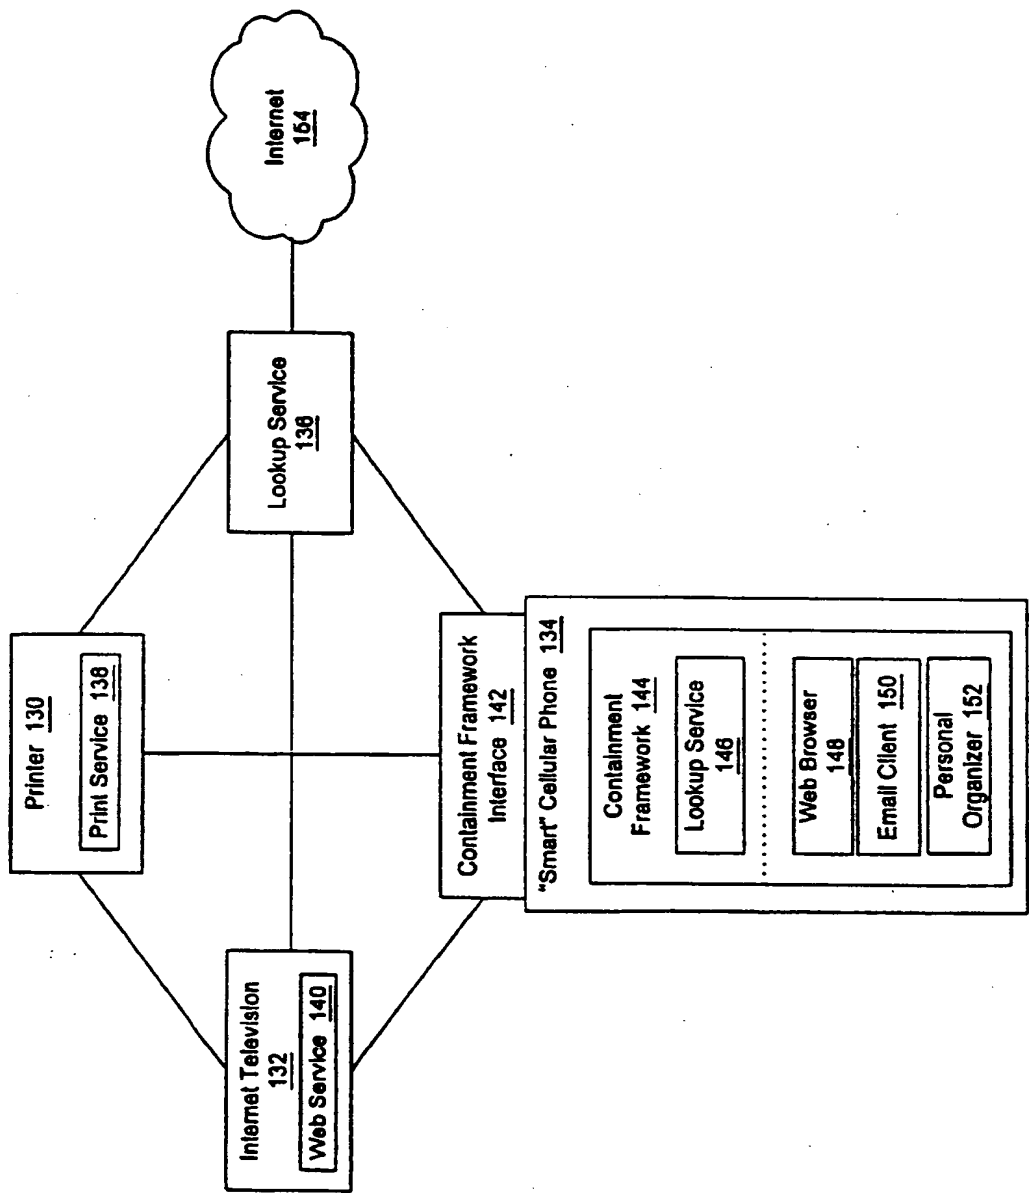 Printer 130
Print Service 138
Internet Television
132
Web Service 140
Lookup Service
136
Internet
154
Containment Framework
Interface 142
"Smart" Cellular Phone 134
Containment
Framework 144
Lookup Service
146
Web Browser
148
Email Client 150
Personal
Organizer 152